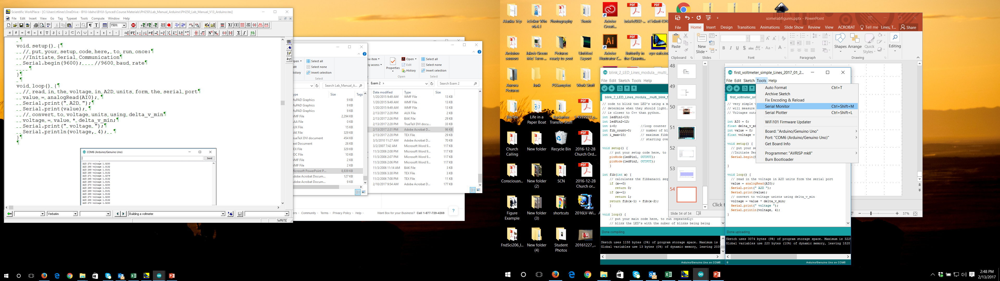 Scientific WorkPlace - [C:\Users\rtlines\OneDrive - BYU-Idaho\BYUI-Synced\Course Materials\PH250\Lab_Manual_Arduino\PH250_Lab_Manual_V13_Arduino.tex]
File Edit Insert View Go Tag Typeset Tools Compute Window Help
150%
void setup() {
// put your setup code here, to run once:
//Initiate Serial Communication
Serial.begin(9600); //9600 baud rate
}
void loop() {
// read in the voltage in A2D units form the serial port
value = analogRead(AI0);
Serial.print(" A2D ");
Serial.print(value);
// convert to voltage units using delta_v_min
voltage = value * delta_v_min;
Serial.print(" voltage ");
Serial.println(voltage, 4);
}
COM6 (Arduino/Genuino Uno)
Send
A2D 270 voltage 1.3230
A2D 268 voltage 1.3132
A2D 269 voltage 1.3181
A2D 268 voltage 1.3132
A2D 271 voltage 1.3279
A2D 268 voltage 1.3132
A2D 269 voltage 1.3181
A2D 270 voltage 1.3230
A2D 269 voltage 1.3181
A2D 268 voltage 1.3132
A2D 270 voltage 1.3230
A2D 268 voltage 1.3132
A2D 270 voltage 1.3230
Verbatim
Building a voltmeter
WRITE
Select all
Select none
Invert selection
Select
Search Lab_Manual_A...
Size Tags
MuPAD Graphics 9 KB
MuPAD Graphics 9 KB
MuPAD Graphics 9 KB
WMF File 2,294 KB
0 KB
15 KB
329 KB
TrueTeX DVI document 454 KB
Text Document 26 KB
329 KB
10 KB
WMF File 2 KB
WMF File 2 KB
Microsoft PowerPoint P... 8,839 KB
Adobe Acrobat Docum... 127 KB
Adobe Acrobat Docum... 9 KB
Properties
Open
Edit
History
Open
Select all
Select none
Invert selection
Select
Exam 2
Search Exam 2
Date modified Type Size
1/20/2015 9:49 AM WMF File 13 KB
1/20/2015 9:49 AM WMF File 13 KB
1/20/2015 9:49 AM WMF File 13 KB
2/13/2017 2:28 PM AUX File 2 KB
2/13/2017 2:26 PM BAK File 29 KB
2/13/2017 2:28 PM TrueTeX DVI docu... 33 KB
2/13/2017 2:31 PM Adobe Acrobat D... 96 KB
2/13/2017 2:28 PM TEX File 29 KB
3/3/2010 11:27 AM Adobe Acrobat D... 70 KB
3/2/2007 7:42 AM Microsoft Word 9... 117 KB
11/3/2006 2:08 PM Microsoft Word 9... 117 KB
11/3/2006 2:07 PM Microsoft Word 9... 117 KB
11/3/2006 2:06 PM Microsoft Word 9... 117 KB
11/3/2006 11:14 AM BAK File 3 KB
11/3/2006 3:38 PM TEX File 3 KB
11/2/2006 7:08 PM TEX File 11 KB
2/10/2017 9:54 AM Adobe Acrobat D... 177 KB
Community · Terms · Privacy Policy · Help
Want Box for your Business? Call 1-877-729-4269
?
Alaska Trip
iClicker Win v6.4.1
Photography
Thesis
Adobe Creati...
board932-...
eTicketHDN...
Arduino sensors
Jakob Green Mid Term ...
Pictures ready to post
Untitled Export
Adobe Illustrator C...
Butterfly in the Quantu...
eye safe.tex
Aurora Pictures
Junk
PSSamples
Work Stuff
BibTex
Life in a Paper Boat
Radiative Transfer Stuff
1.4939927.p...
Church Calling
New folder
Recycle Bin
2016-12-28 Church Ord...
Consciousn...
New folder (2)
SCN
2016-12-28 Church or...
Figure Example
New folder (3)
shortcuts
2016LV-Wi...
FndSci206_I...
New folder (4)
Student Photos
20161227_...
somelabfigures.pptx - PowerPoint
File Home Insert Design Transitions Animations Slide Show Review View ACROBAT Tell me Lines, T... Share
Paste
New Slide
Shapes Arrange Quick Styles
Editing
Clipboard Slides Font Paragraph Drawing
48
49
50
51
52
53
54
Slide 54 of 54
57%
blink_2_LED_Lines_modula__multi_
File Edit Sketch Tools Help
blink_2_LED_Lines_modula__multi_blink_f
// code to blink two LED's using a m
// determine when they should light.
// is closer to C++ than python.
int ledPin1=13;
int ledPin2=12;
int i=0; //loop counter
int fib_count=0; // number of bl
int i_max=10; // maximum fibb
// starting ove
void setup() {
// put your setup code here, to
pinMode(ledPin1, OUTPUT);
pinMode(ledPin2, OUTPUT);
}
int fib(int x) {
// calculates the fibbanacci seq
if (x==0)
return 0;
if (x==1)
return 1;
return fib(x-1) + fib(x-2);
}
void loop() {
// put your main code here, to run repeatedly:
// blink the LED's with the nuber of blinks being being
Done compiling.
Sketch uses 1158 bytes (3%) of program storage space. Maximum is
Global variables use 13 bytes (0%) of dynamic memory, leaving 203
Arduino/Genuino Uno on COM6
first_voltmeter_simple_Lines_2017_01_2...
File Edit Sketch Tools Help
first_voltmeter_sim
Auto Format Ctrl+T
Archive Sketch
Fix Encoding & Reload
Serial Monitor Ctrl+Shift+M
Serial Plotter Ctrl+Shift+L
WiFi101 Firmware Updater
Board: "Arduino/Genuino Uno"
Port: "COM6 (Arduino/Genuino Uno)"
Get Board Info
Programmer: "AVRISP mkII"
Burn Bootloader
// very simple
// will measure
// Voltages outs
int AI0 = 0;
float delta_v_mi
int value = 0;
float voltage =
void setup() {
// put your se
//Initiate Ser
Serial.begin(9
}
void loop() {
// read in the voltage in A2D units form the serial port
value = analogRead(AI0);
Serial.print(" A2D ");
Serial.print(value);
// convert to voltage usints using delta_v_min
voltage = value * delta_v_min;
Serial.print(" voltage ");
Serial.println(voltage, 4);
}
Done uploading.
Sketch uses 3074 bytes (9%) of program storage space. Maximum is 322
Global variables use 220 bytes (10%) of dynamic memory, leaving 1828
8
Arduino/Genuino Uno on COM6
Click t
2:48 PM
2/13/2017